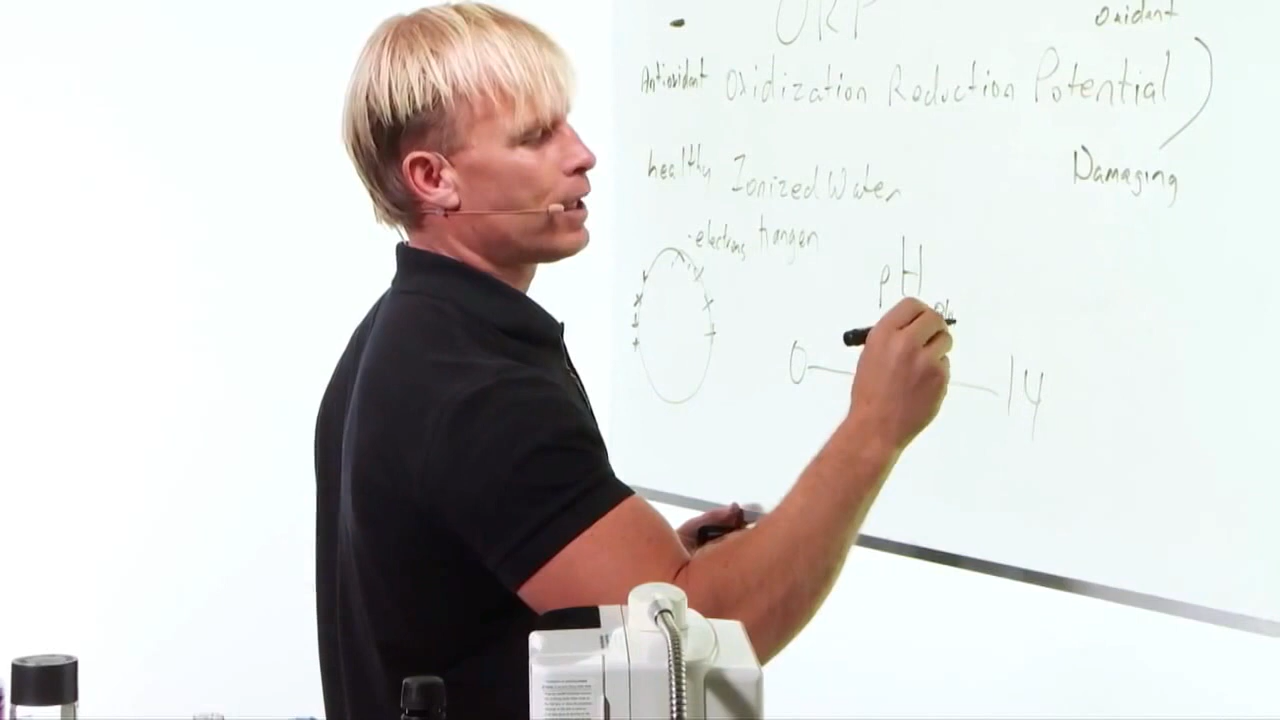 -
ORP
Oxidant
Antioxidant Oxidization Reduction Potential )
healthy Ionized Water
Damaging
- electrons
pH
0 14